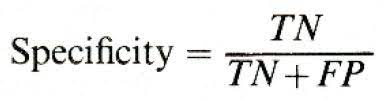 Specificity = TN / TN + FP